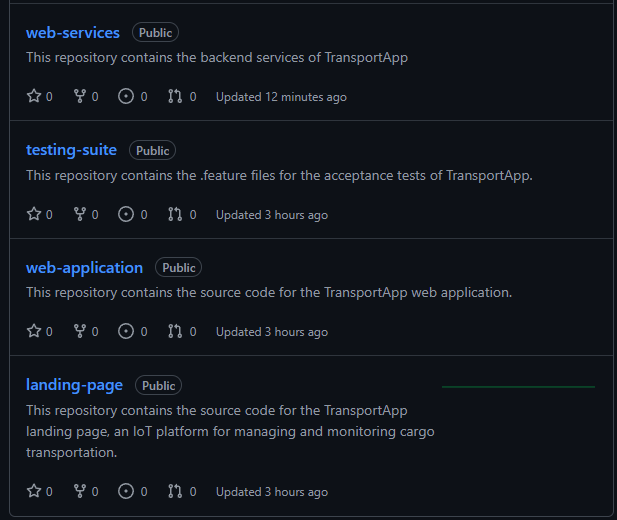 web-services Public
This repository contains the backend services of TransportApp
0 0 0 0 Updated 12 minutes ago
testing-suite Public
This repository contains the .feature files for the acceptance tests of TransportApp.
0 0 0 0 Updated 3 hours ago
web-application Public
This repository contains the source code for the TransportApp web application.
0 0 0 0 Updated 3 hours ago
landing-page Public
This repository contains the source code for the TransportApp
landing page, an IoT platform for managing and monitoring cargo
transportation.
0 0 0 0 Updated 3 hours ago